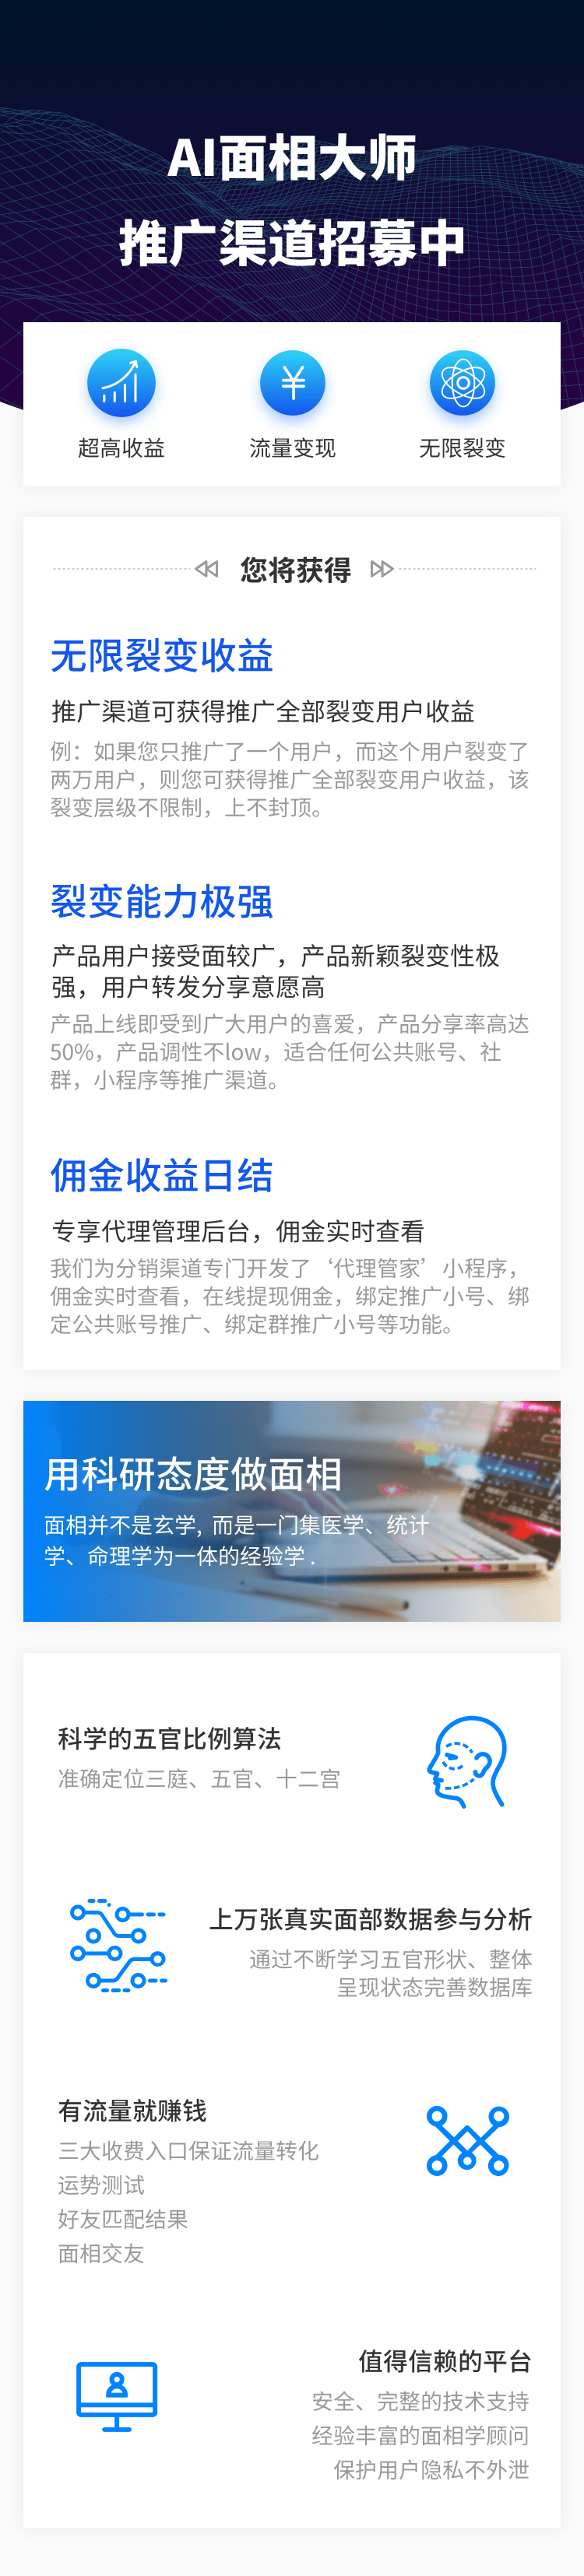 AI面相大师
推广渠道招募中
超高收益
流量变现
无限裂变
您将获得
无限裂变收益
推广渠道可获得推广全部裂变用户收益
例：如果您只推广了一个用户，而这个用户裂变了
两万用户，则您可获得推广全部裂变用户收益，该
裂变层级不限制，上不封顶。
裂变能力极强
产品用户接受面较广，产品新颖裂变性极
强，用户转发分享意愿高
产品上线即受到广大用户的喜爱，产品分享率高达
50%，产品调性不low，适合任何公共账号、社
群，小程序等推广渠道。
佣金收益日结
专享代理管理后台，佣金实时查看
我们为分销渠道专门开发了‘代理管家’小程序，
佣金实时查看，在线提现佣金，绑定推广小号、绑
定公共账号推广、绑定群推广小号等功能。
用科研态度做面相
面相并不是玄学, 而是一门集医学、统计
学、命理学为一体的经验学 .
科学的五官比例算法
准确定位三庭、五官、十二宫
上万张真实面部数据参与分析
通过不断学习五官形状、整体
呈现状态完善数据库
有流量就赚钱
三大收费入口保证流量转化
运势测试
好友匹配结果
面相交友
值得信赖的平台
安全、完整的技术支持
经验丰富的面相学顾问
保护用户隐私不外泄